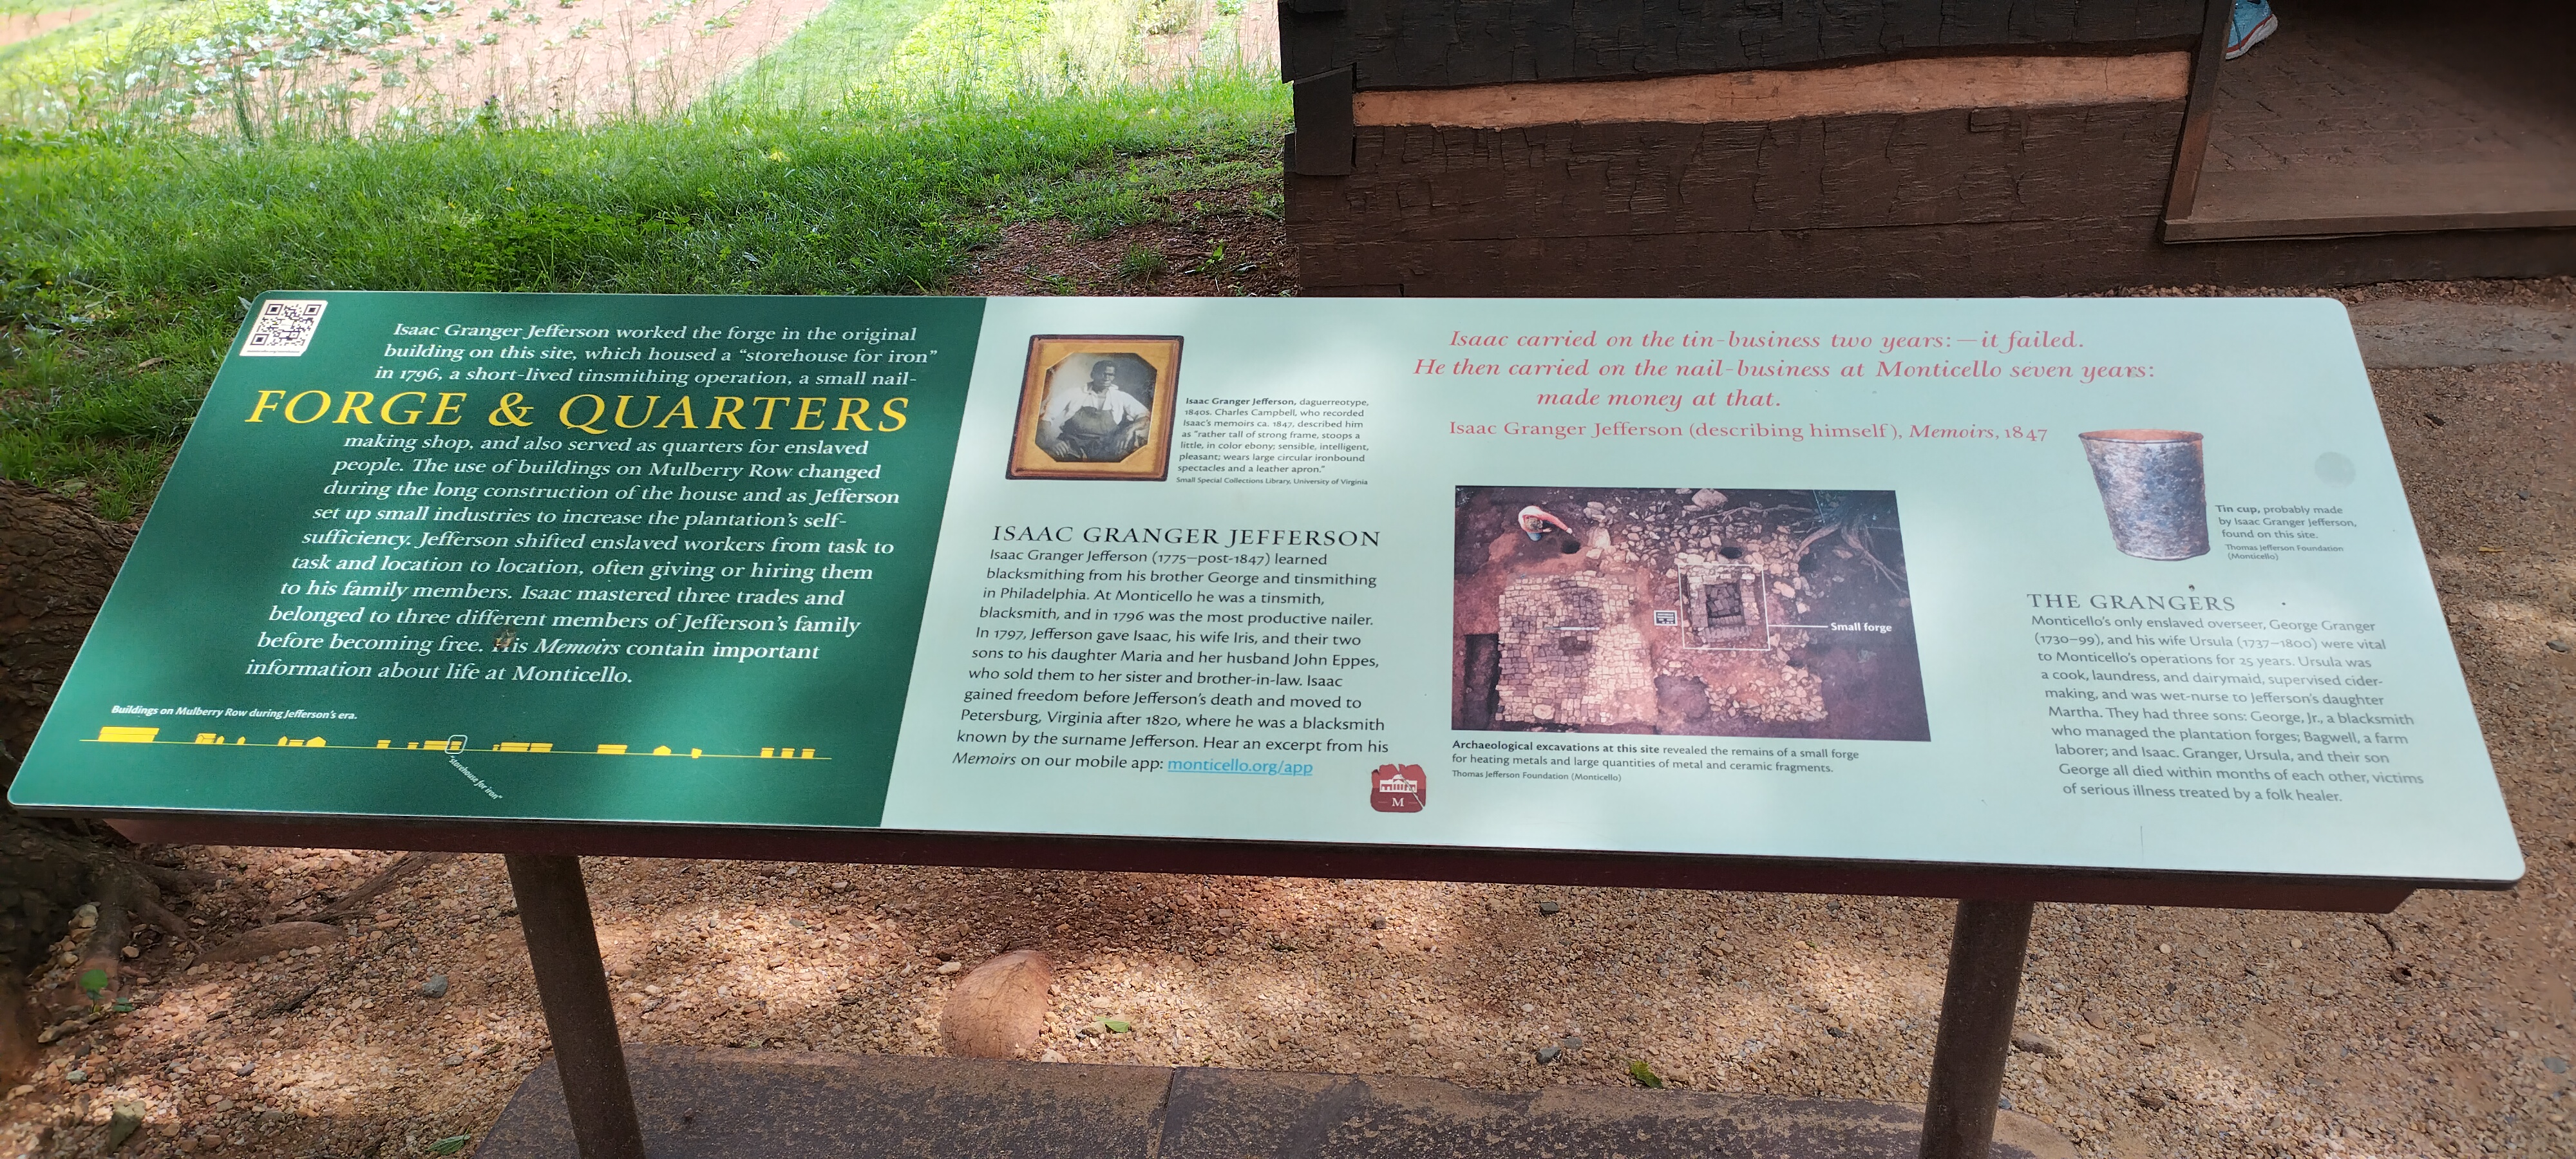 Isaac Granger Jefferson worked the forge in the original
building on this site, which housed a “storehouse for iron”
in 1796, a short-lived tinsmithing operation, a small nail-
FORGE & QUARTERS
making shop, and also served as quarters for enslaved
people. The use of buildings on Mulberry Row changed
during the long construction of the house and as Jefferson
set up small industries to increase the plantation’s self-
sufficiency. Jefferson shifted enslaved workers from task to
task and location to location, often giving or hiring them
to his family members. Isaac mastered three trades and
belonged to three different members of Jefferson’s family
before becoming free. His Memoirs contain important
information about life at Monticello.
Buildings on Mulberry Row during Jefferson’s era.
“storehouse for iron”
Isaac Granger Jefferson, daguerreotype,
1840s. Charles Campbell, who recorded
Isaac’s memoirs ca. 1847, described him
as “rather tall of strong frame, stoops a
little, in color ebony: sensible, intelligent,
pleasant; wears large circular ironbound
spectacles and a leather apron.”
Small Special Collections Library, University of Virginia
ISAAC GRANGER JEFFERSON
Isaac Granger Jefferson (1775–post-1847) learned
blacksmithing from his brother George and tinsmithing
in Philadelphia. At Monticello he was a tinsmith,
blacksmith, and in 1796 was the most productive nailer.
In 1797, Jefferson gave Isaac, his wife Iris, and their two
sons to his daughter Maria and her husband John Eppes,
who sold them to her sister and brother-in-law. Isaac
gained freedom before Jefferson’s death and moved to
Petersburg, Virginia after 1820, where he was a blacksmith
known by the surname Jefferson. Hear an excerpt from his
Memoirs on our mobile app: monticello.org/app
M
Isaac carried on the tin-business two years:—it failed.
He then carried on the nail-business at Monticello seven years:
made money at that.
Isaac Granger Jefferson (describing himself), Memoirs, 1847
Small forge
Archaeological excavations at this site revealed the remains of a small forge
for heating metals and large quantities of metal and ceramic fragments.
Thomas Jefferson Foundation (Monticello)
Tin cup, probably made
by Isaac Granger Jefferson,
found on this site.
Thomas Jefferson Foundation
(Monticello)
THE GRANGERS
Monticello’s only enslaved overseer, George Granger
(1730–99), and his wife Ursula (1737–1800) were vital
to Monticello’s operations for 25 years. Ursula was
a cook, laundress, and dairymaid, supervised cider-
making, and was wet-nurse to Jefferson’s daughter
Martha. They had three sons: George, Jr., a blacksmith
who managed the plantation forges; Bagwell, a farm
laborer; and Isaac. Granger, Ursula, and their son
George all died within months of each other, victims
of serious illness treated by a folk healer.